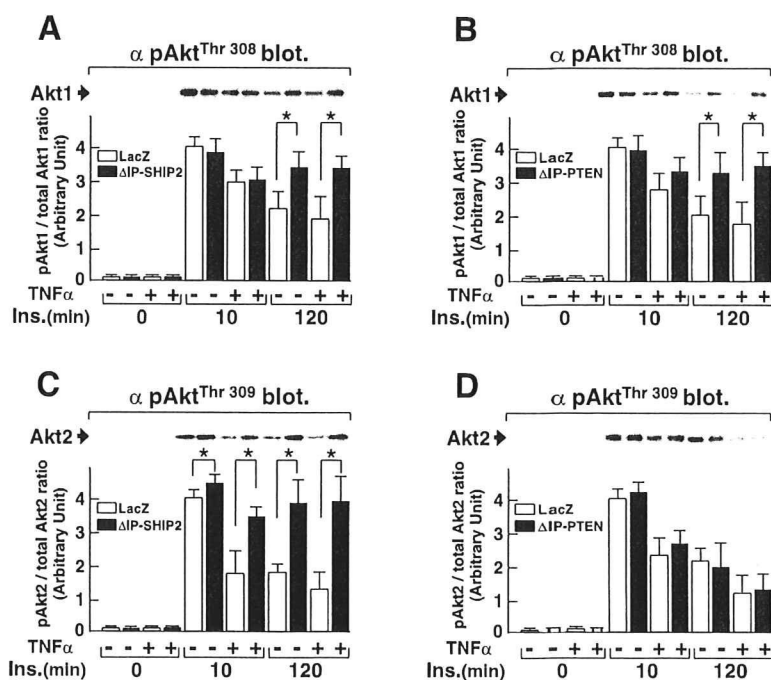 A
α pAkt Thr 308 blot.
Akt1
pAkt1 / total Akt1 ratio
(Arbitrary Unit)
4
3
2
1
0
LacZ
ΔIP-SHIP2
* *
TNFα - - + + - - + + - - + +
Ins.(min) 0 10 120
B
α pAkt Thr 308 blot.
Akt1
pAkt1 / total Akt1 ratio
(Arbitrary Unit)
4
3
2
1
0
LacZ
ΔIP-PTEN
* *
TNFα - - + + - - + + - - + +
Ins.(min) 0 10 120
C
α pAkt Thr 309 blot.
Akt2
pAkt2 / total Akt2 ratio
(Arbitrary Unit)
4
3
2
1
0
LacZ
ΔIP-SHIP2
* * * *
TNFα - - + + - - + + - - + +
Ins.(min) 0 10 120
D
α pAkt Thr 309 blot.
Akt2
pAkt2 / total Akt2 ratio
(Arbitrary Unit)
4
3
2
1
0
LacZ
ΔIP-PTEN
TNFα - - + + - - + + - - + +
Ins.(min) 0 10 120